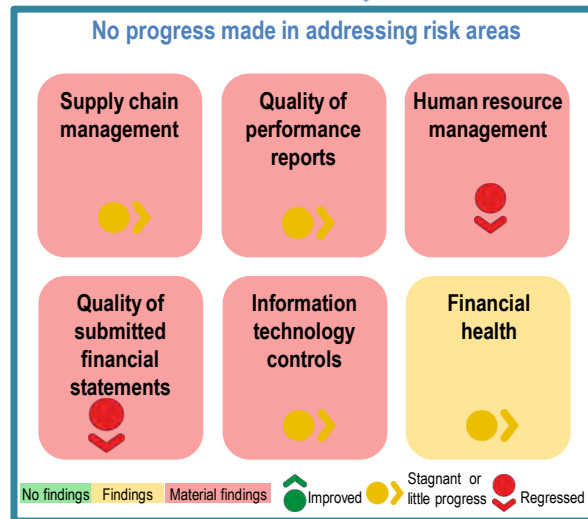 No progress made in addressing risk areas
Supply chain
management
Quality of
performance
reports
Human resource
management
Quality of
submitted
financial
statements
Information
technology
controls
Financial
health
No findings
Findings
Material findings
Improved
Stagnant or
little progress
Regressed